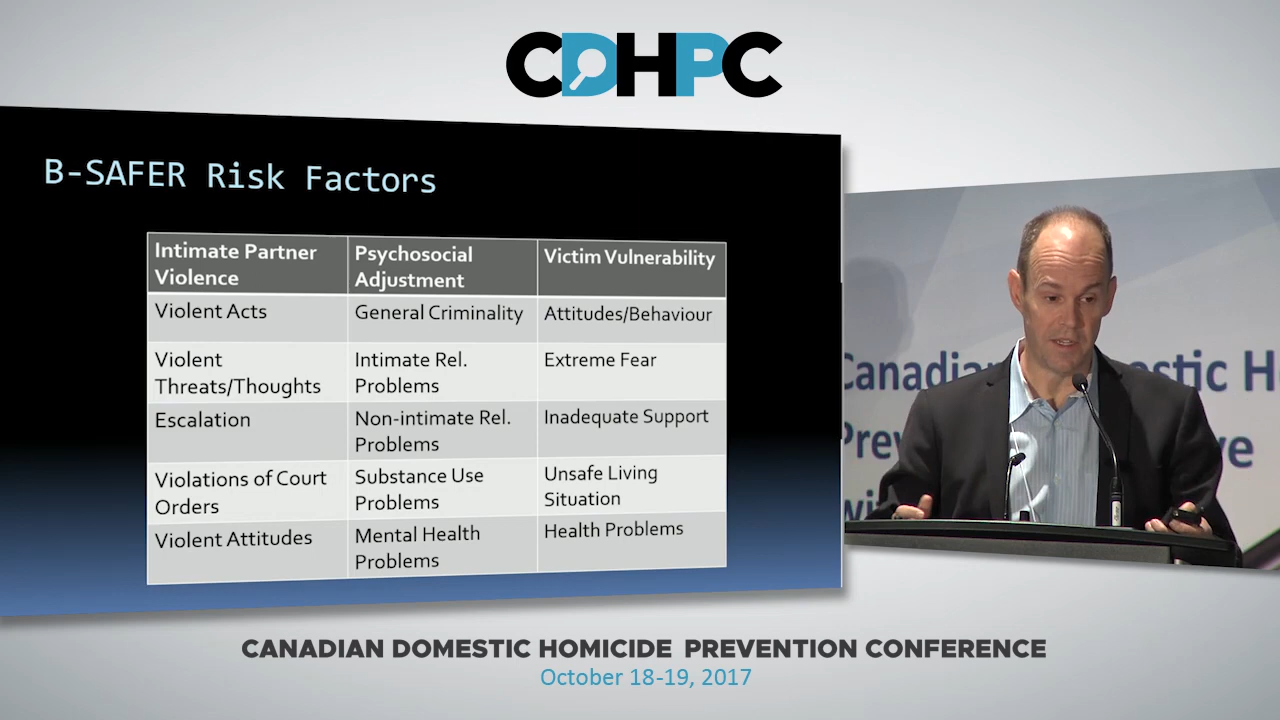 CDHPC
B-SAFER Risk Factors
Intimate Partner
Violence
Psychosocial
Adjustment
Victim Vulnerability
Violent Acts
General Criminality
Attitudes/Behaviour
Violent
Threats/Thoughts
Intimate Rel.
Problems
Extreme Fear
Escalation
Non-intimate Rel.
Problems
Inadequate Support
Violations of Court
Orders
Substance Use
Problems
Unsafe Living
Situation
Violent Attitudes
Mental Health
Problems
Health Problems
CANADIAN DOMESTIC HOMICIDE PREVENTION CONFERENCE
October 18-19, 2017